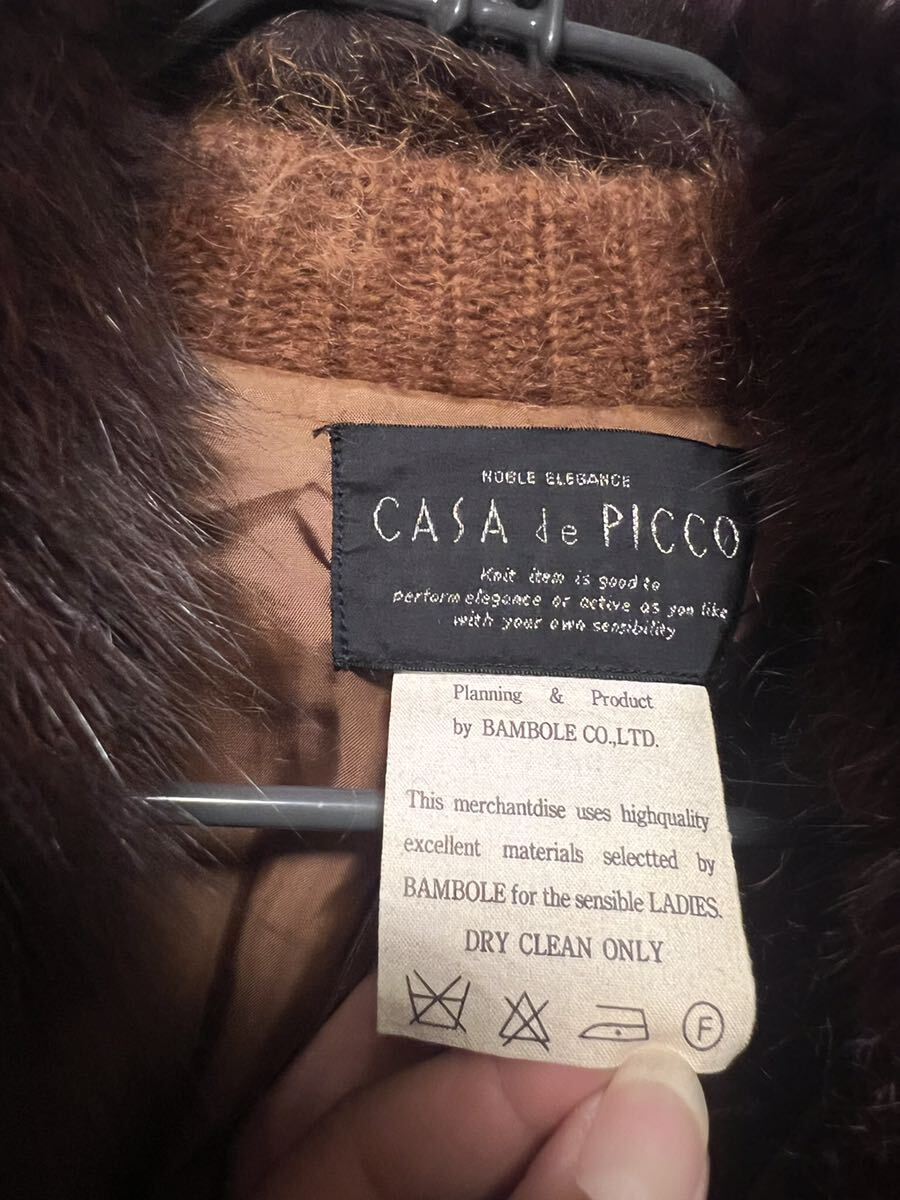 NOBLE ELEGANCE
CASA de PICCO
Knit item is good to
perform elegance or active as you like
with your own sensibility
Planning & Product
by BAMBOLE CO.,LTD.
This merchantdise uses highquality
excellent materials selectted by
BAMBOLE for the sensible LADIES.
DRY CLEAN ONLY
F